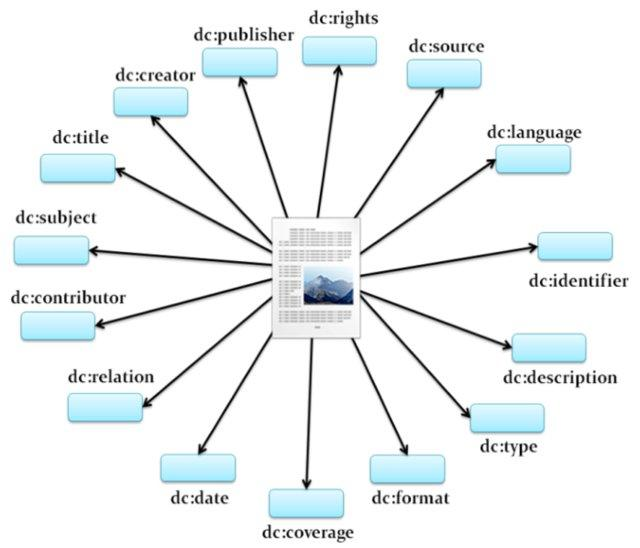 dc:rights
dc:publisher
dc:source
dc:creator
dc:language
dc:title
dc:subject
dc:identifier
dc:contributor
dc:relation
dc:description
dc:type
dc:date
dc:format
dc:coverage